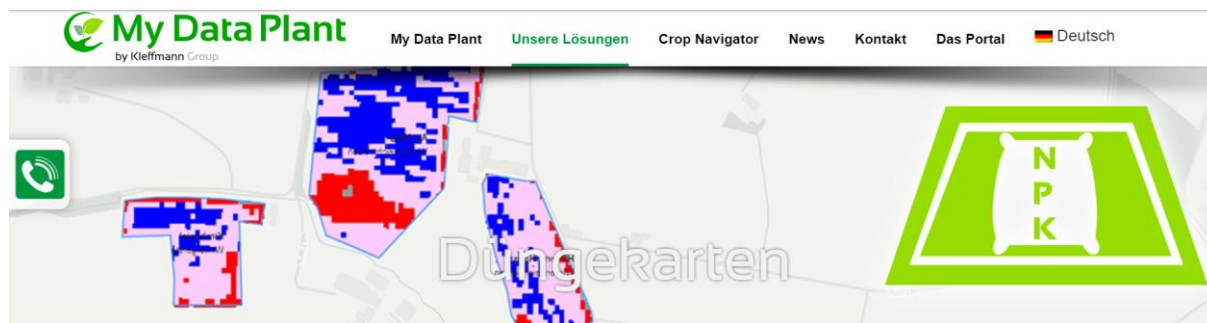 My Data Plant
by Kleffmann Group
My Data Plant Unsere Lösungen Crop Navigator News Kontakt Das Portal Deutsch
N
P
K
Düngekarten